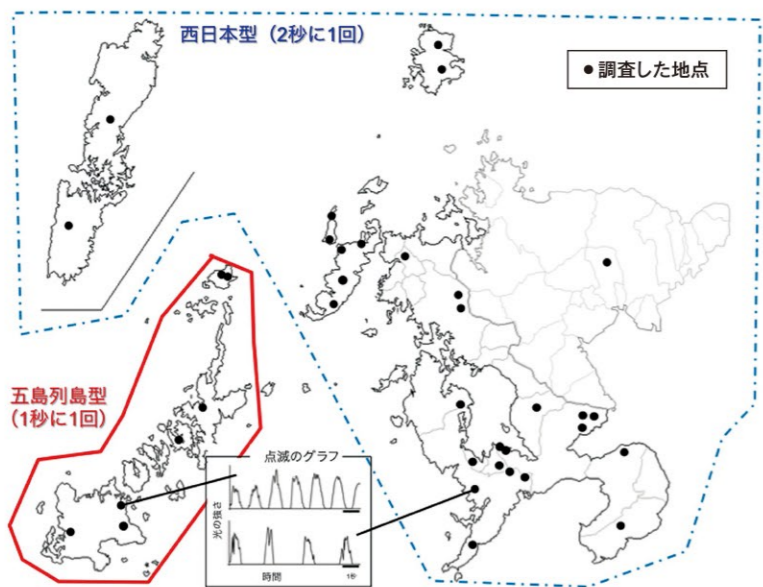 西日本型（2秒に1回）
●調査した地点
五島列島型
（1秒に1回）
点滅のグラフ
光の強さ
時間
1秒